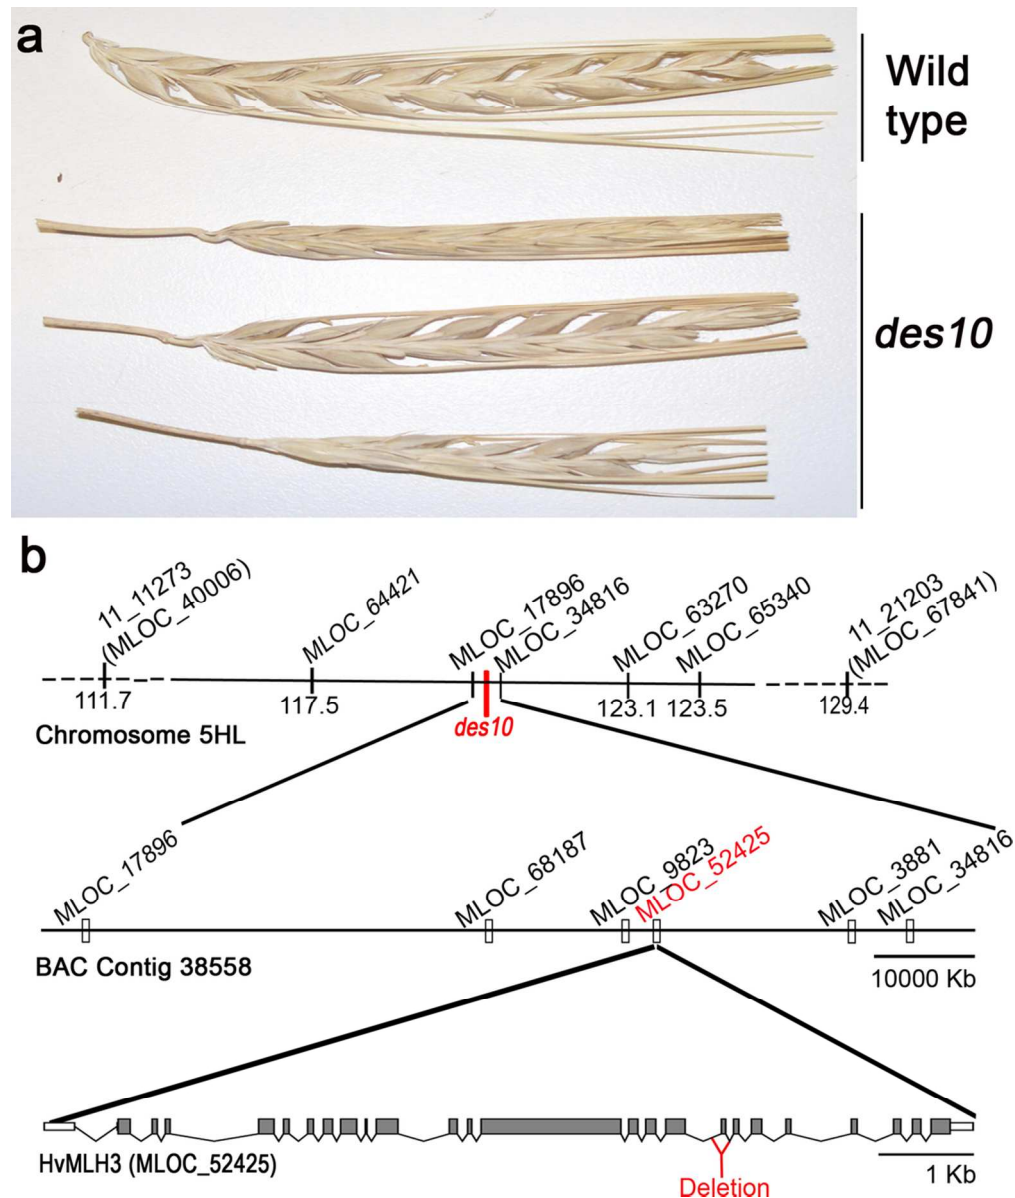 a
Wild
type
des10
b
11_11273
(MLOC_40006)
MLOC_64421
MLOC_17896
MLOC_34816
MLOC_63270
MLOC_65340
11_21203
(MLOC_67841)
111.7
117.5
des10
123.1
123.5
129.4
Chromosome 5HL
MLOC_17896
MLOC_68187
MLOC_9823
MLOC_52425
MLOC_3881
MLOC_34816
BAC Contig 38558
10000 Kb
HvMLH3 (MLOC_52425)
Deletion
1 Kb